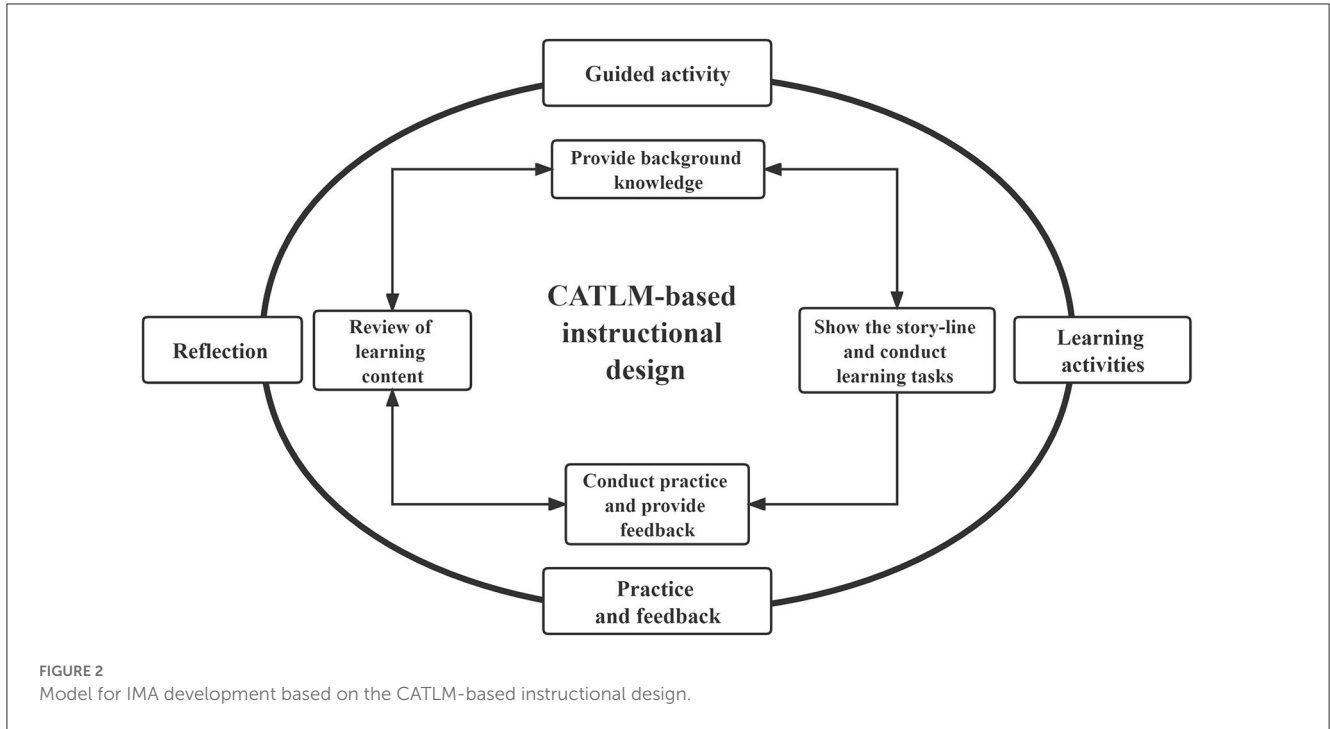 Guided activity
Provide background
knowledge
CATLM-based
instructional
design
Reflection
Review of
learning
content
Show the story-line
and conduct
learning tasks
Learning
activities
Conduct practice
and provide
feedback
Practice
and feedback
FIGURE 2
Model for IMA development based on the CATLM-based instructional design.